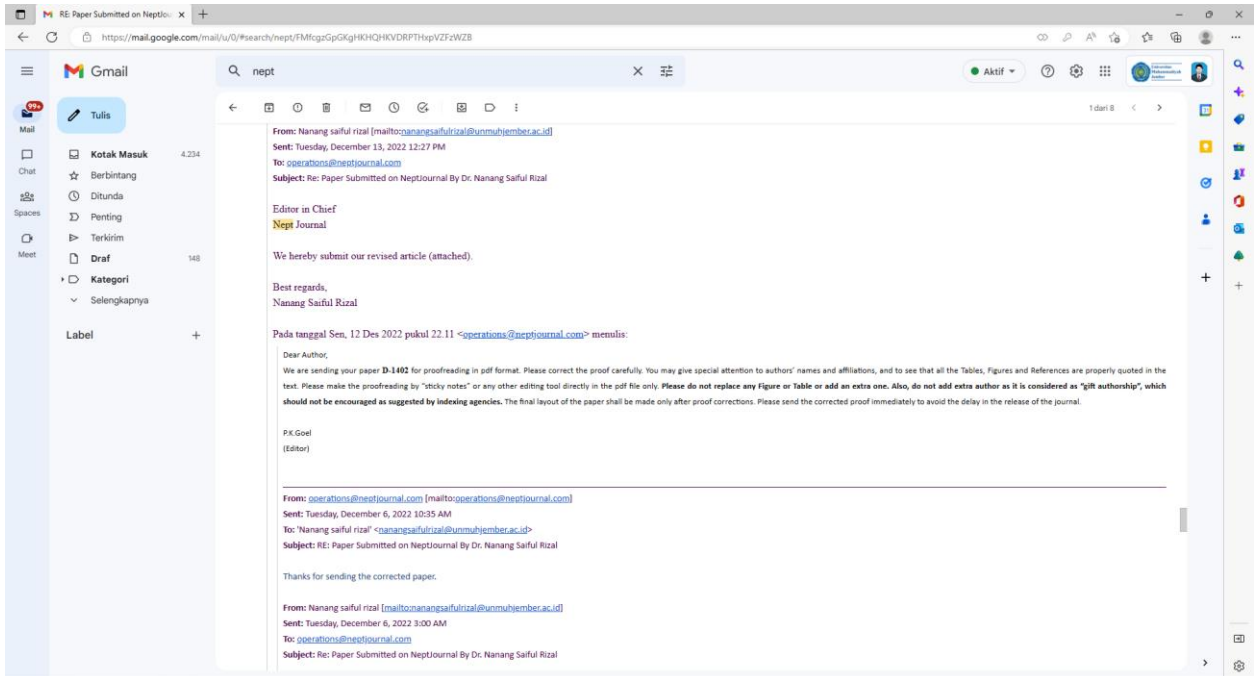 RE: Paper Submitted on NeptJou
https://mail.google.com/mail/u/0/#search/nept/FMfcgzGpGKgHKHQHKVDRPTHxpVZFzWZB
Gmail
nept
Aktif
99+
Mail
Tulis
1 dari 8
Chat
Spaces
Meet
Kotak Masuk 4.234
Berbintang
Ditunda
Penting
Terkirim
Draf 148
Kategori
Selengkapnya
Label
From: Nanang saiful rizal [mailto:nanangsaifulrizal@unmuhjember.ac.id]
Sent: Tuesday, December 13, 2022 12:27 PM
To: operations@neptjournal.com
Subject: Re: Paper Submitted on NeptJournal By Dr. Nanang Saiful Rizal
Editor in Chief
Nept Journal
We hereby submit our revised article (attached).
Best regards,
Nanang Saiful Rizal
Pada tanggal Sen, 12 Des 2022 pukul 22.11 <operations@neptjournal.com> menulis:
Dear Author,
We are sending your paper D-1402 for proofreading in pdf format. Please correct the proof carefully. You may give special attention to authors' names and affiliations, and to see that all the Tables, Figures and References are properly quoted in the
text. Please make the proofreading by "sticky notes" or any other editing tool directly in the pdf file only. Please do not replace any Figure or Table or add an extra one. Also, do not add extra author as it is considered as "gift authorship", which
should not be encouraged as suggested by indexing agencies. The final layout of the paper shall be made only after proof corrections. Please send the corrected proof immediately to avoid the delay in the release of the journal.
P.K.Goel
(Editor)
From: operations@neptjournal.com [mailto:operations@neptjournal.com]
Sent: Tuesday, December 6, 2022 10:35 AM
To: 'Nanang saiful rizal' <nanangsaifulrizal@unmuhjember.ac.id>
Subject: RE: Paper Submitted on NeptJournal By Dr. Nanang Saiful Rizal
Thanks for sending the corrected paper.
From: Nanang saiful rizal [mailto:nanangsaifulrizal@unmuhjember.ac.id]
Sent: Tuesday, December 6, 2022 3:00 AM
To: operations@neptjournal.com
Subject: Re: Paper Submitted on NeptJournal By Dr. Nanang Saiful Rizal